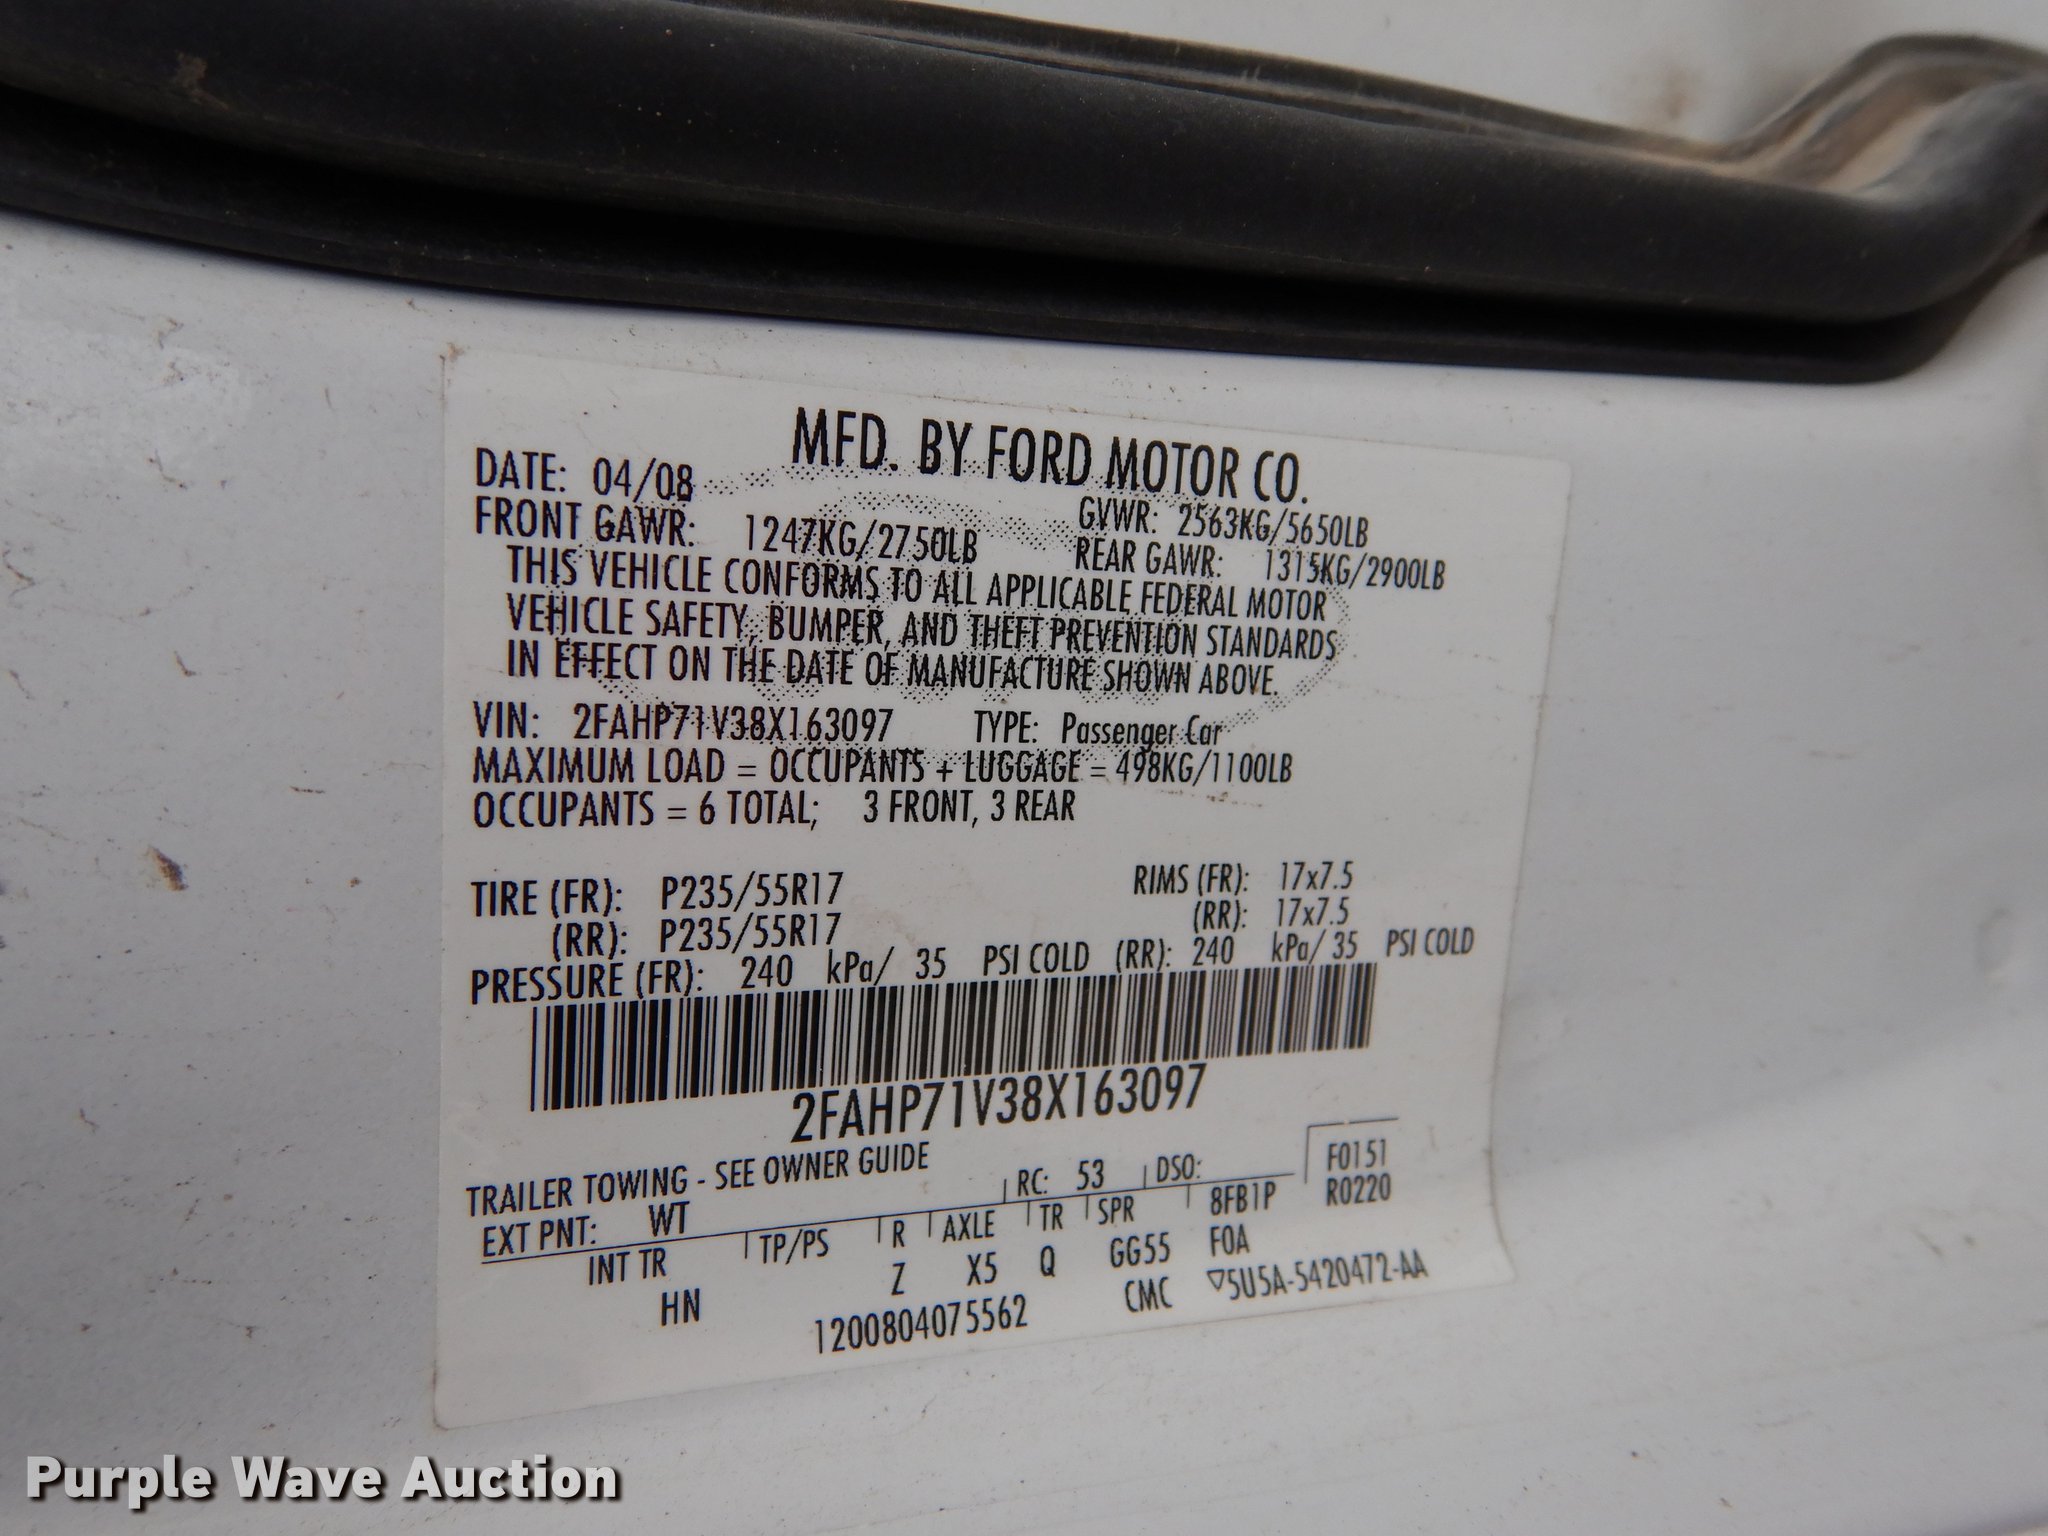 MFD. BY FORD MOTOR CO.
DATE: 04/08
GVWR: 2563KG/5650LB
FRONT GAWR: 1247KG/2750LB
REAR GAWR: 1315KG/2900LB
THIS VEHICLE CONFORMS TO ALL APPLICABLE FEDERAL MOTOR
VEHICLE SAFETY, BUMPER, AND THEFT PREVENTION STANDARDS
IN EFFECT ON THE DATE OF MANUFACTURE SHOWN ABOVE.
VIN: 2FAHP71V38X163097 TYPE: Passenger Car
MAXIMUM LOAD = OCCUPANTS + LUGGAGE = 498KG/1100LB
OCCUPANTS = 6 TOTAL; 3 FRONT, 3 REAR
TIRE (FR): P235/55R17 RIMS (FR): 17x7.5
(RR): P235/55R17 (RR): 17x7.5
PRESSURE (FR): 240 kPa/ 35 PSI COLD (RR): 240 kPa/ 35 PSI COLD
2FAHP71V38X163097
TRAILER TOWING - SEE OWNER GUIDE
F0151
EXT PNT: WT RC: 53 DSO: R0220
INT TR TP/PS R AXLE TR SPR 8FB1P
HN Z X5 Q GG55 F0A
1200804075562 CMC ▽5U5A-5420472-AA
Purple Wave Auction